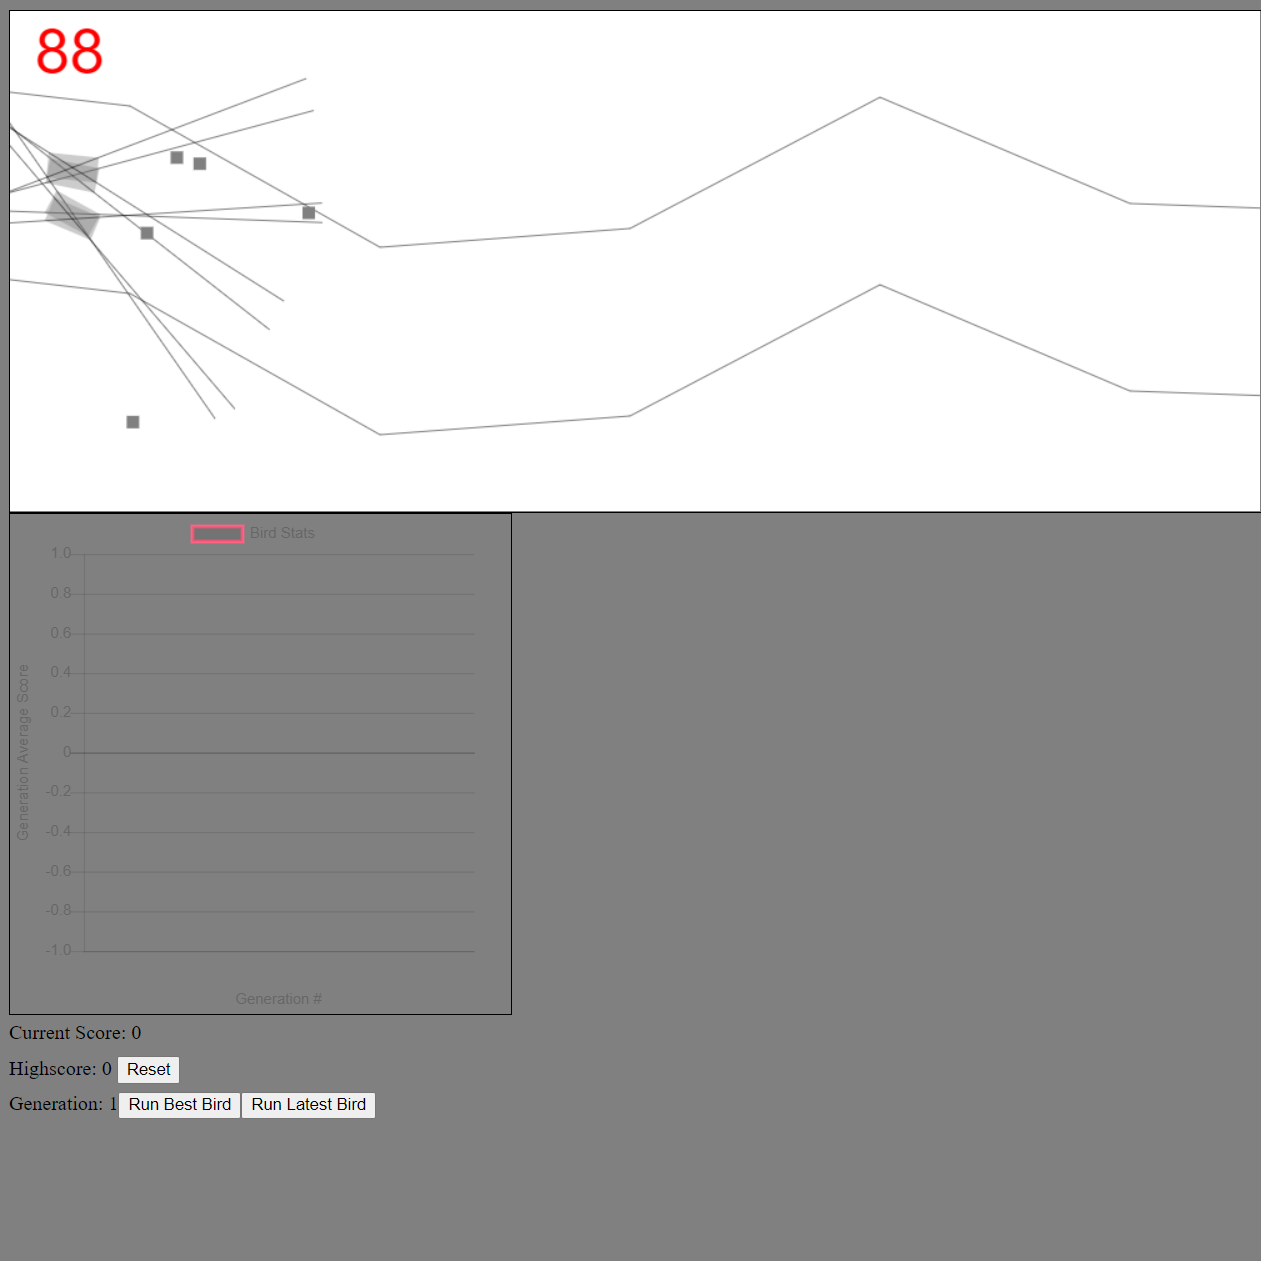 88
Bird Stats
1.0
0.8
0.6
0.4
0.2
0
-0.2
-0.4
-0.6
-0.8
-1.0
Generation Average Score
Generation #
Current Score: 0
Highscore: 0 Reset
Generation: 1 Run Best Bird Run Latest Bird